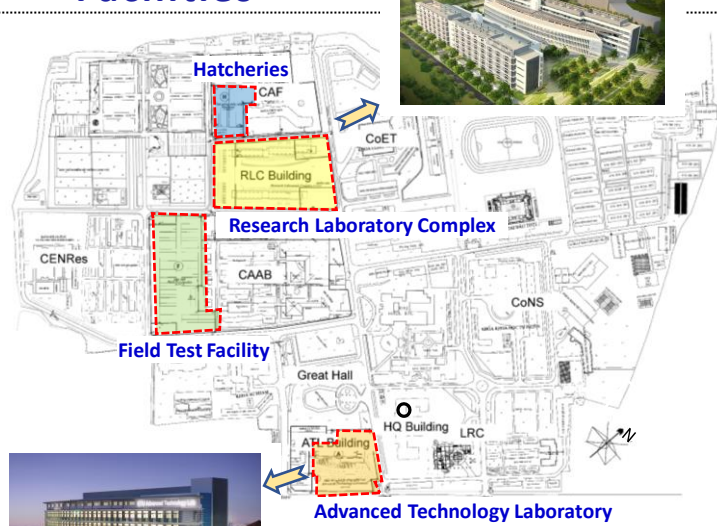 Facilities
Hatcheries
CAF
CoET
RLC Building
Research Laboratory Complex
CENRes
CAAB
CoNS
Field Test Facility
Great Hall
HQ Building
LRC
ATL Building
N
Advanced Technology Laboratory